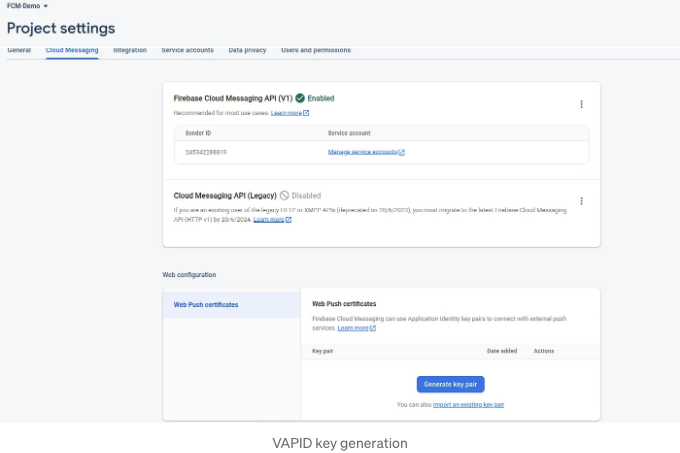 FCM-Demo
Project settings
General Cloud Messaging Integration Service accounts Data privacy Users and permissions
Firebase Cloud Messaging API (V1) Enabled
Recommended for most use cases. Learn more
Sender ID Service account
Manage service accounts
Cloud Messaging API (Legacy) Disabled
If you are an existing user of the legacy HTTP or XMPP APIs (deprecated on 20/6/2023), you must migrate to the latest Firebase Cloud Messaging
API (HTTP v1) by 20/6/2024. Learn more
Web configuration
Web Push certificates
Web Push certificates
Firebase Cloud Messaging can use Application Identity key pairs to connect with external push
services. Learn more
Key pair Date added Actions
Generate key pair
You can also import an existing key pair
VAPID key generation